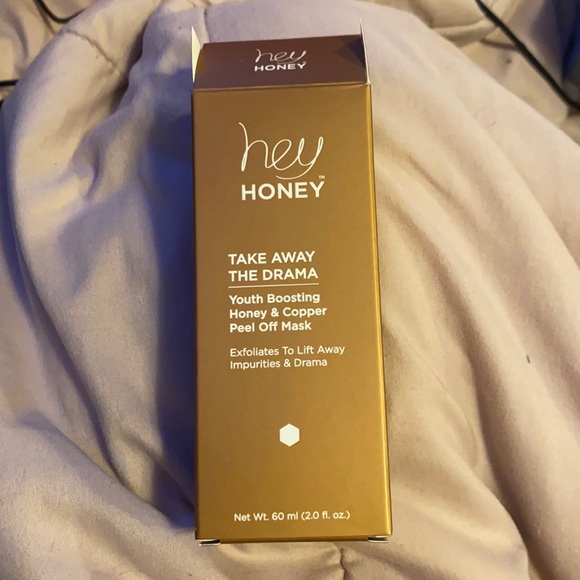 hey
HONEY
hey
HONEY™
TAKE AWAY
THE DRAMA
Youth Boosting
Honey & Copper
Peel Off Mask
Exfoliates To Lift Away
Impurities & Drama
Net Wt. 60 ml (2.0 fl. oz.)